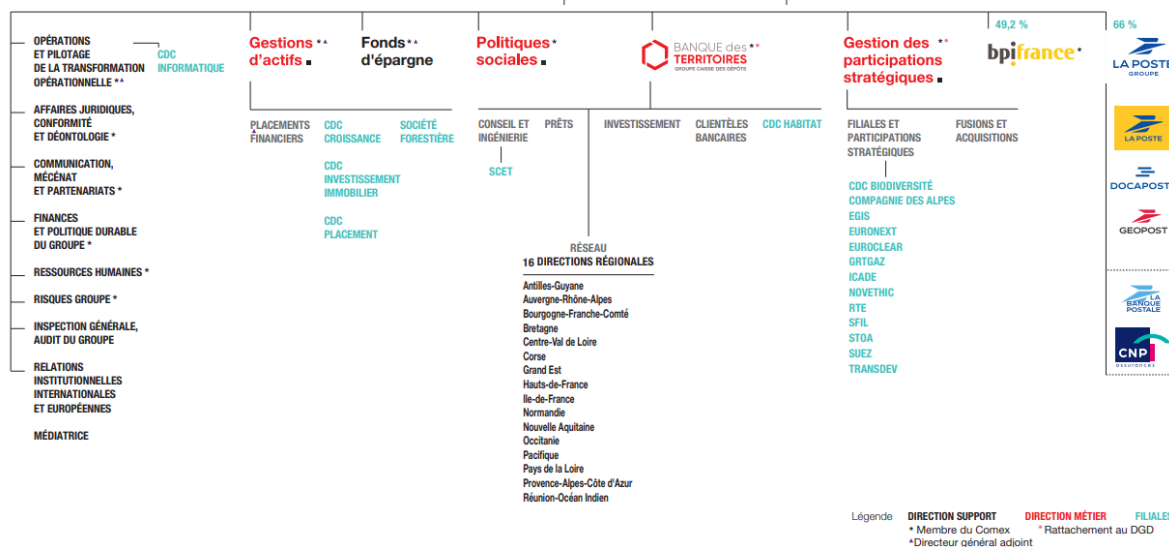 OPÉRATIONS
ET PILOTAGE
DE LA TRANSFORMATION
OPÉRATIONNELLE *▲
CDC
INFORMATIQUE
AFFAIRES JURIDIQUES,
CONFORMITÉ
ET DÉONTOLOGIE *
COMMUNICATION,
MÉCÉNAT
ET PARTENARIATS *
FINANCES
ET POLITIQUE DURABLE
DU GROUPE *
RESSOURCES HUMAINES *
RISQUES GROUPE *
INSPECTION GÉNÉRALE,
AUDIT DU GROUPE
RELATIONS
INSTITUTIONNELLES
INTERNATIONALES
ET EUROPÉENNES
MÉDIATRICE
Gestions *▲
d'actifs ■
Fonds *▲
d'épargne
PLACEMENTS
FINANCIERS
CDC
CROISSANCE
CDC
INVESTISSEMENT
IMMOBILIER
CDC
PLACEMENT
SOCIÉTÉ
FORESTIÈRE
Politiques *
sociales ■
BANQUE des **
TERRITOIRES
GROUPE CAISSE DES DÉPÔTS
CONSEIL ET
INGÉNIERIE
SCET
PRÊTS
INVESTISSEMENT
CLIENTÈLES
BANCAIRES
CDC HABITAT
RÉSEAU
16 DIRECTIONS RÉGIONALES
Antilles-Guyane
Auvergne-Rhône-Alpes
Bourgogne-Franche-Comté
Bretagne
Centre-Val de Loire
Corse
Grand Est
Hauts-de-France
Ile-de-France
Normandie
Nouvelle Aquitaine
Occitanie
Pacifique
Pays de la Loire
Provence-Alpes-Côte d'Azur
Réunion-Océan Indien
Gestion des **
participations
stratégiques ■
FILIALES ET
PARTICIPATIONS
STRATÉGIQUES
CDC BIODIVERSITÉ
COMPAGNIE DES ALPES
EGIS
EURONEXT
EUROCLEAR
GRTGAZ
ICADE
NOVETHIC
RTE
SFIL
STOA
SUEZ
TRANSDEV
FUSIONS ET
ACQUISITIONS
49,2 %
bpifrance *
66 %
LA POSTE
GROUPE
LA POSTE
DOCAPOST
GEOPOST
LA
BANQUE
POSTALE
CNP
assurances
Légende DIRECTION SUPPORT DIRECTION MÉTIER FILIALES
* Membre du Comex * Rattachement au DGD
▲Directeur général adjoint